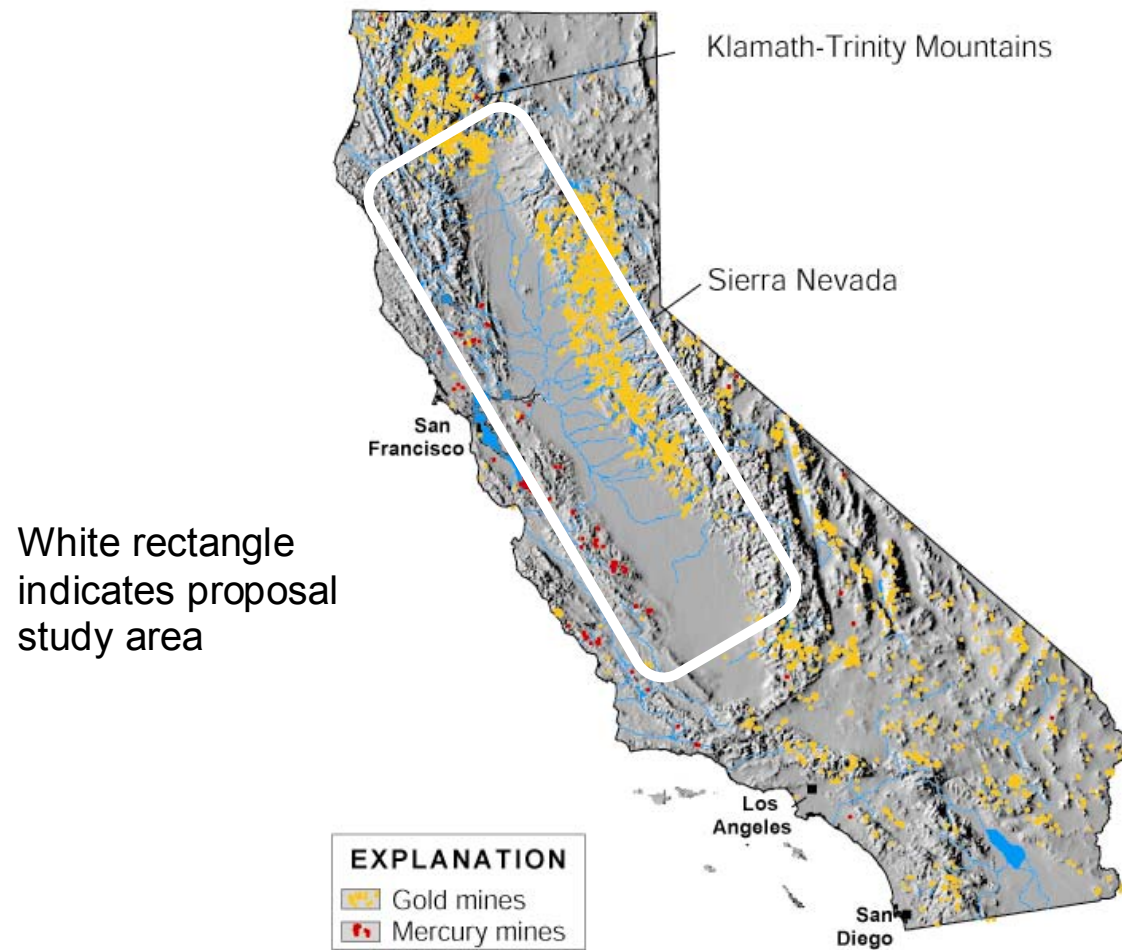 Klamath-Trinity Mountains
Sierra Nevada
San
Francisco
White rectangle
indicates proposal
study area
Los
Angeles
EXPLANATION
Gold mines
Mercury mines
San
Diego